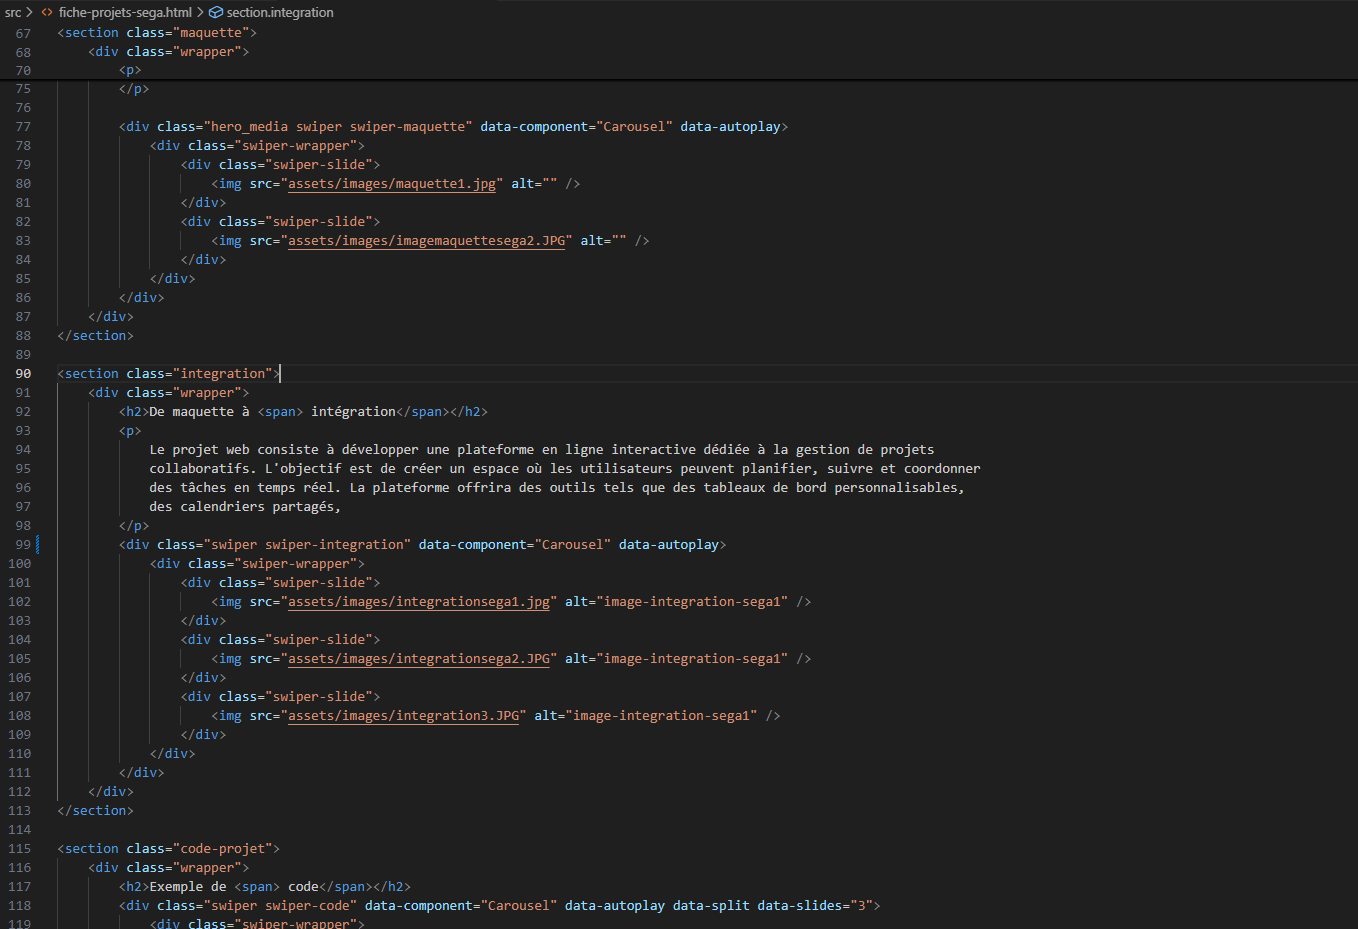 src > <> fiche-projets-sega.html > section.integration
67 <section class="maquette">
68 <div class="wrapper">
70 <p>
75 </p>
76
77 <div class="hero_media swiper swiper-maquette" data-component="Carousel" data-autoplay>
78 <div class="swiper-wrapper">
79 <div class="swiper-slide">
80 <img src="assets/images/maquette1.jpg" alt="" />
81 </div>
82 <div class="swiper-slide">
83 <img src="assets/images/imagemaquettesega2.JPG" alt="" />
84 </div>
85 </div>
86 </div>
87 </div>
88 </section>
89
90 <section class="integration">
91 <div class="wrapper">
92 <h2>De maquette à <span> intégration</span></h2>
93 <p>
94 Le projet web consiste à développer une plateforme en ligne interactive dédiée à la gestion de projets
95 collaboratifs. L'objectif est de créer un espace où les utilisateurs peuvent planifier, suivre et coordonner
96 des tâches en temps réel. La plateforme offrira des outils tels que des tableaux de bord personnalisables,
97 des calendriers partagés,
98 </p>
99 <div class="swiper swiper-integration" data-component="Carousel" data-autoplay>
100 <div class="swiper-wrapper">
101 <div class="swiper-slide">
102 <img src="assets/images/integrationsega1.jpg" alt="image-integration-sega1" />
103 </div>
104 <div class="swiper-slide">
105 <img src="assets/images/integrationsega2.JPG" alt="image-integration-sega1" />
106 </div>
107 <div class="swiper-slide">
108 <img src="assets/images/integration3.JPG" alt="image-integration-sega1" />
109 </div>
110 </div>
111 </div>
112 </div>
113 </section>
114
115 <section class="code-projet">
116 <div class="wrapper">
117 <h2>Exemple de <span> code</span></h2>
118 <div class="swiper swiper-code" data-component="Carousel" data-autoplay data-split data-slides="3">
119 <div class="swiper-wrapper">